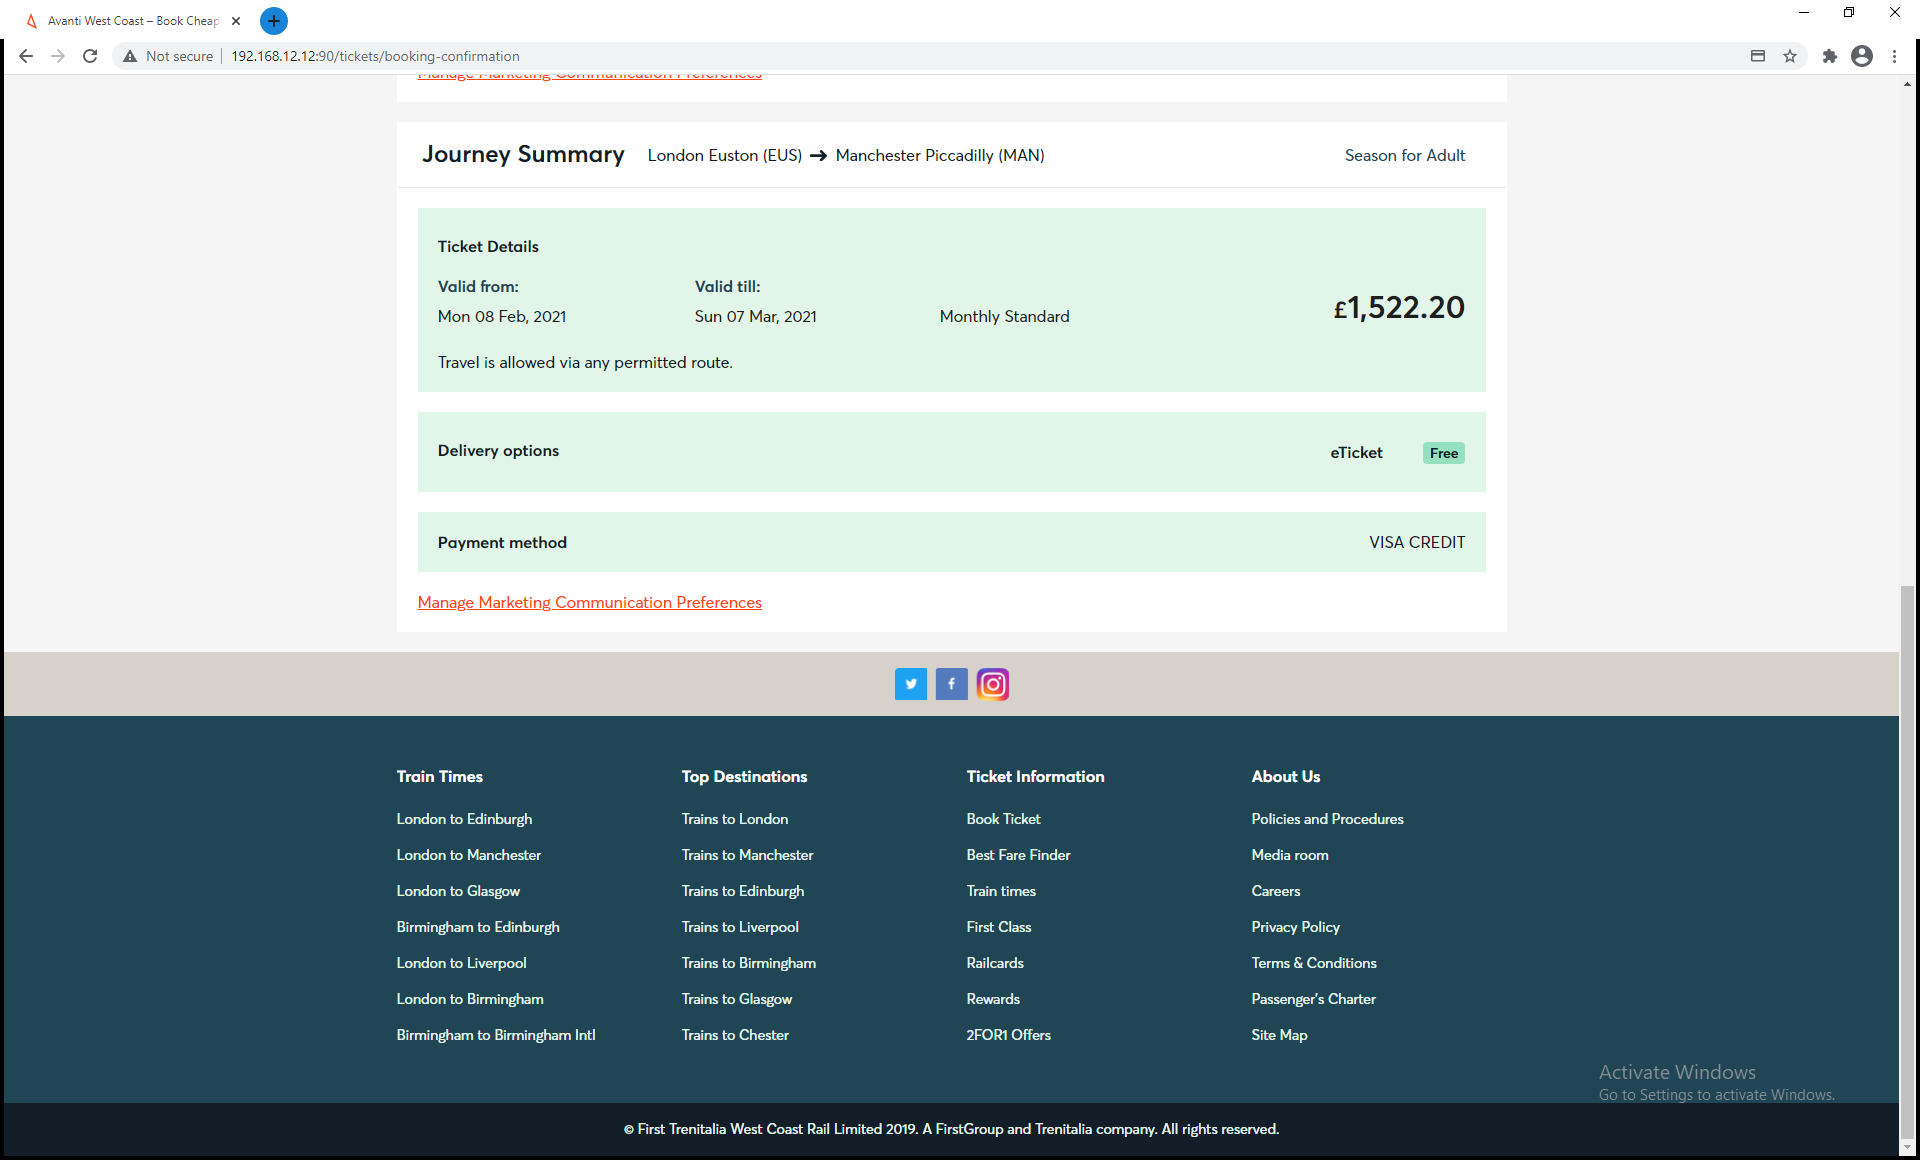 Avanti West Coast – Book Cheap
Not secure
192.168.12.12:90/tickets/booking-confirmation
Manage Marketing Communication Preferences
Journey Summary London Euston (EUS) → Manchester Piccadilly (MAN) Season for Adult
Ticket Details
Valid from: Valid till:
Mon 08 Feb, 2021 Sun 07 Mar, 2021 Monthly Standard £1,522.20
Travel is allowed via any permitted route.
Delivery options eTicket Free
Payment method VISA CREDIT
Manage Marketing Communication Preferences
Train Times Top Destinations Ticket Information About Us
London to Edinburgh Trains to London Book Ticket Policies and Procedures
London to Manchester Trains to Manchester Best Fare Finder Media room
London to Glasgow Trains to Edinburgh Train times Careers
Birmingham to Edinburgh Trains to Liverpool First Class Privacy Policy
London to Liverpool Trains to Birmingham Railcards Terms & Conditions
London to Birmingham Trains to Glasgow Rewards Passenger's Charter
Birmingham to Birmingham Intl Trains to Chester 2FOR1 Offers Site Map
Activate Windows
Go to Settings to activate Windows.
© First Trenitalia West Coast Rail Limited 2019. A FirstGroup and Trenitalia company. All rights reserved.